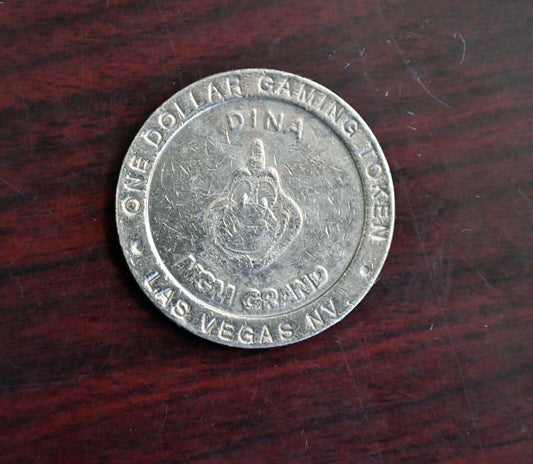 ONE DOLLAR GAMING TOKEN
DINA
MGM GRAND
LAS VEGAS NV.